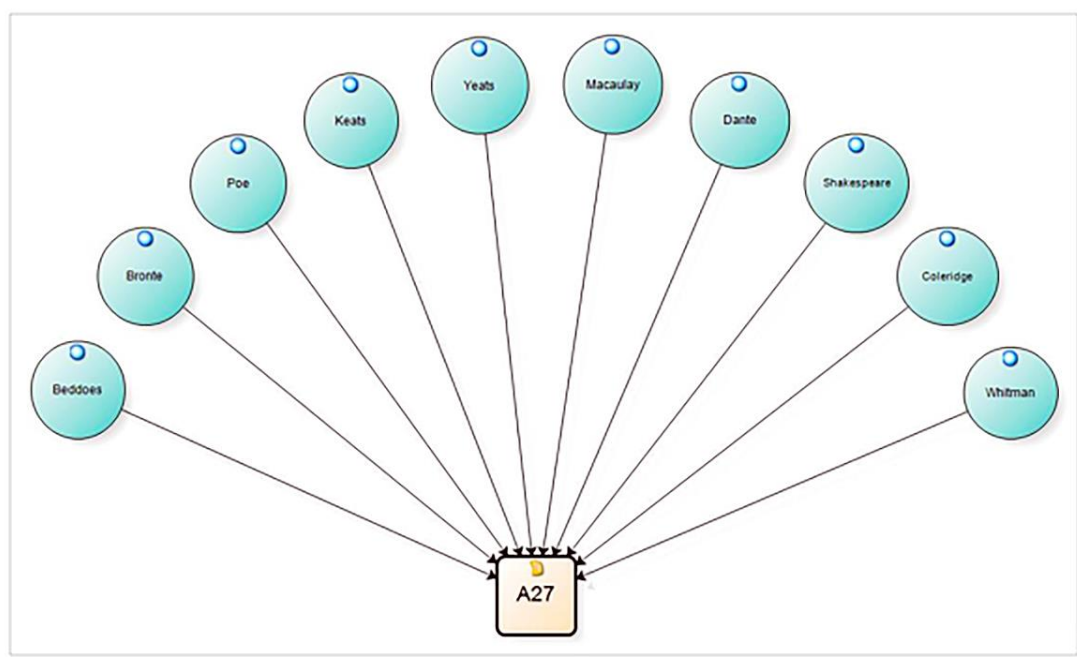 Yeats
Macaulay
Keats
Dante
Poe
Shakespeare
Bronte
Coleridge
Beddoes
Whitman
A27